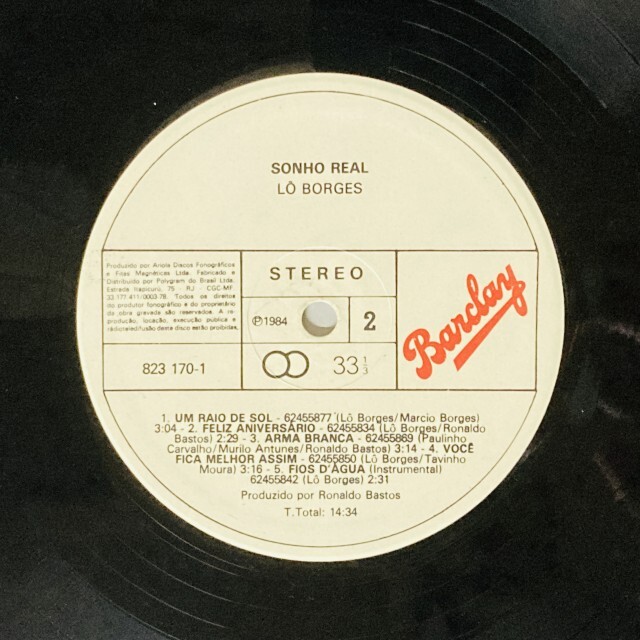 SONHO REAL
LÔ BORGES
Produzido por Ariola Discos Fonográficos
e Fitas Magnéticas Ltda. Fabricado e
Distribuído por Polygram do Brasil Ltda.
Estrada Itapicuru, 75 RJ CGC-MF.
33.177.411/0003-78. Todos os direitos
do produtor fonográfico e do proprietário
da obra gravada são reservados. A re-
produção, locação, execução pública e
radioteledifusão deste disco estão proibidas.
STEREO
℗1984
2
823 170-1
33 1/3
Barclay
1. UM RAIO DE SOL - 62455877 (Lô Borges/Marcio Borges)
3:04 - 2. FELIZ ANIVERSÁRIO - 62455834 (Lô Borges/Ronaldo
Bastos) 2:29 - 3. ARMA BRANCA - 62455869 (Paulinho
Carvalho/Murilo Antunes/Ronaldo Bastos) 3:14 - 4. VOCÊ
FICA MELHOR ASSIM - 62455850 (Lô Borges/Tavinho
Moura) 3:16 - 5. FIOS D'ÁGUA (Instrumental)
62455842 (Lô Borges) 2:31
Produzido por Ronaldo Bastos
T.Total: 14:34